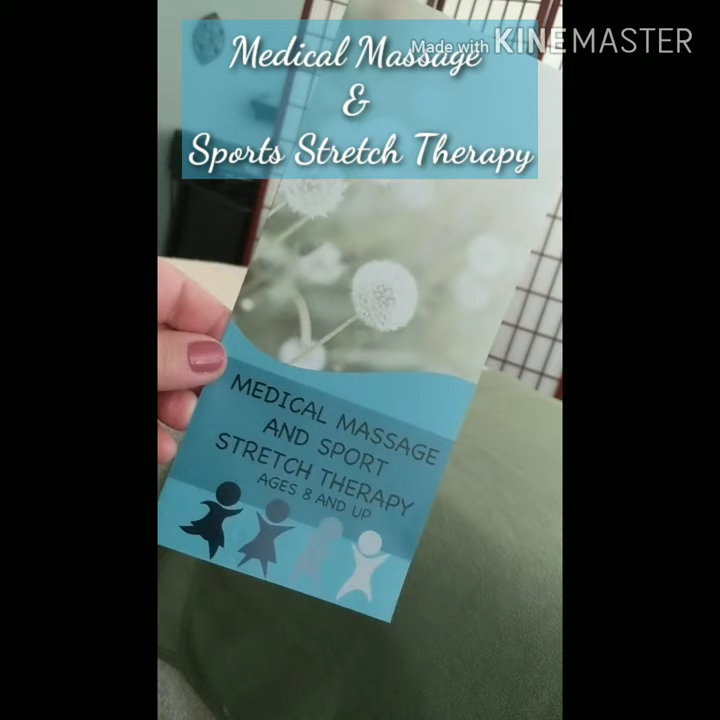 Medical Massage
Made with KINEMASTER
&
Sports Stretch Therapy
MEDICAL MASSAGE
AND SPORT
STRETCH THERAPY
AGES 8 AND UP